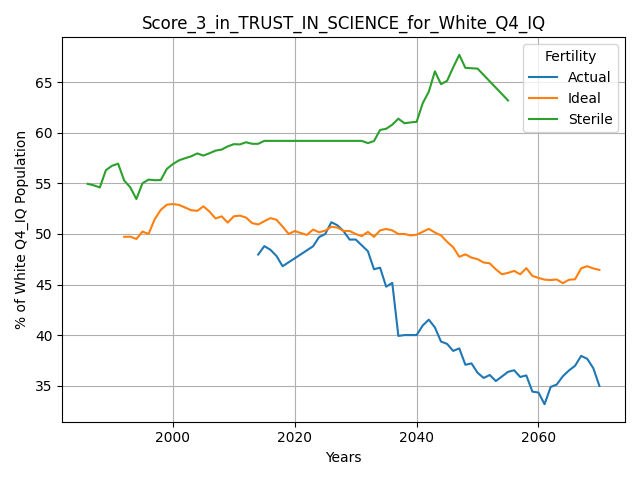 Score_3_in_TRUST_IN_SCIENCE_for_White_Q4_IQ
Fertility
Actual
Ideal
Sterile
% of White Q4_IQ Population
65
60
55
50
45
40
35
2000
2020
2040
2060
Years